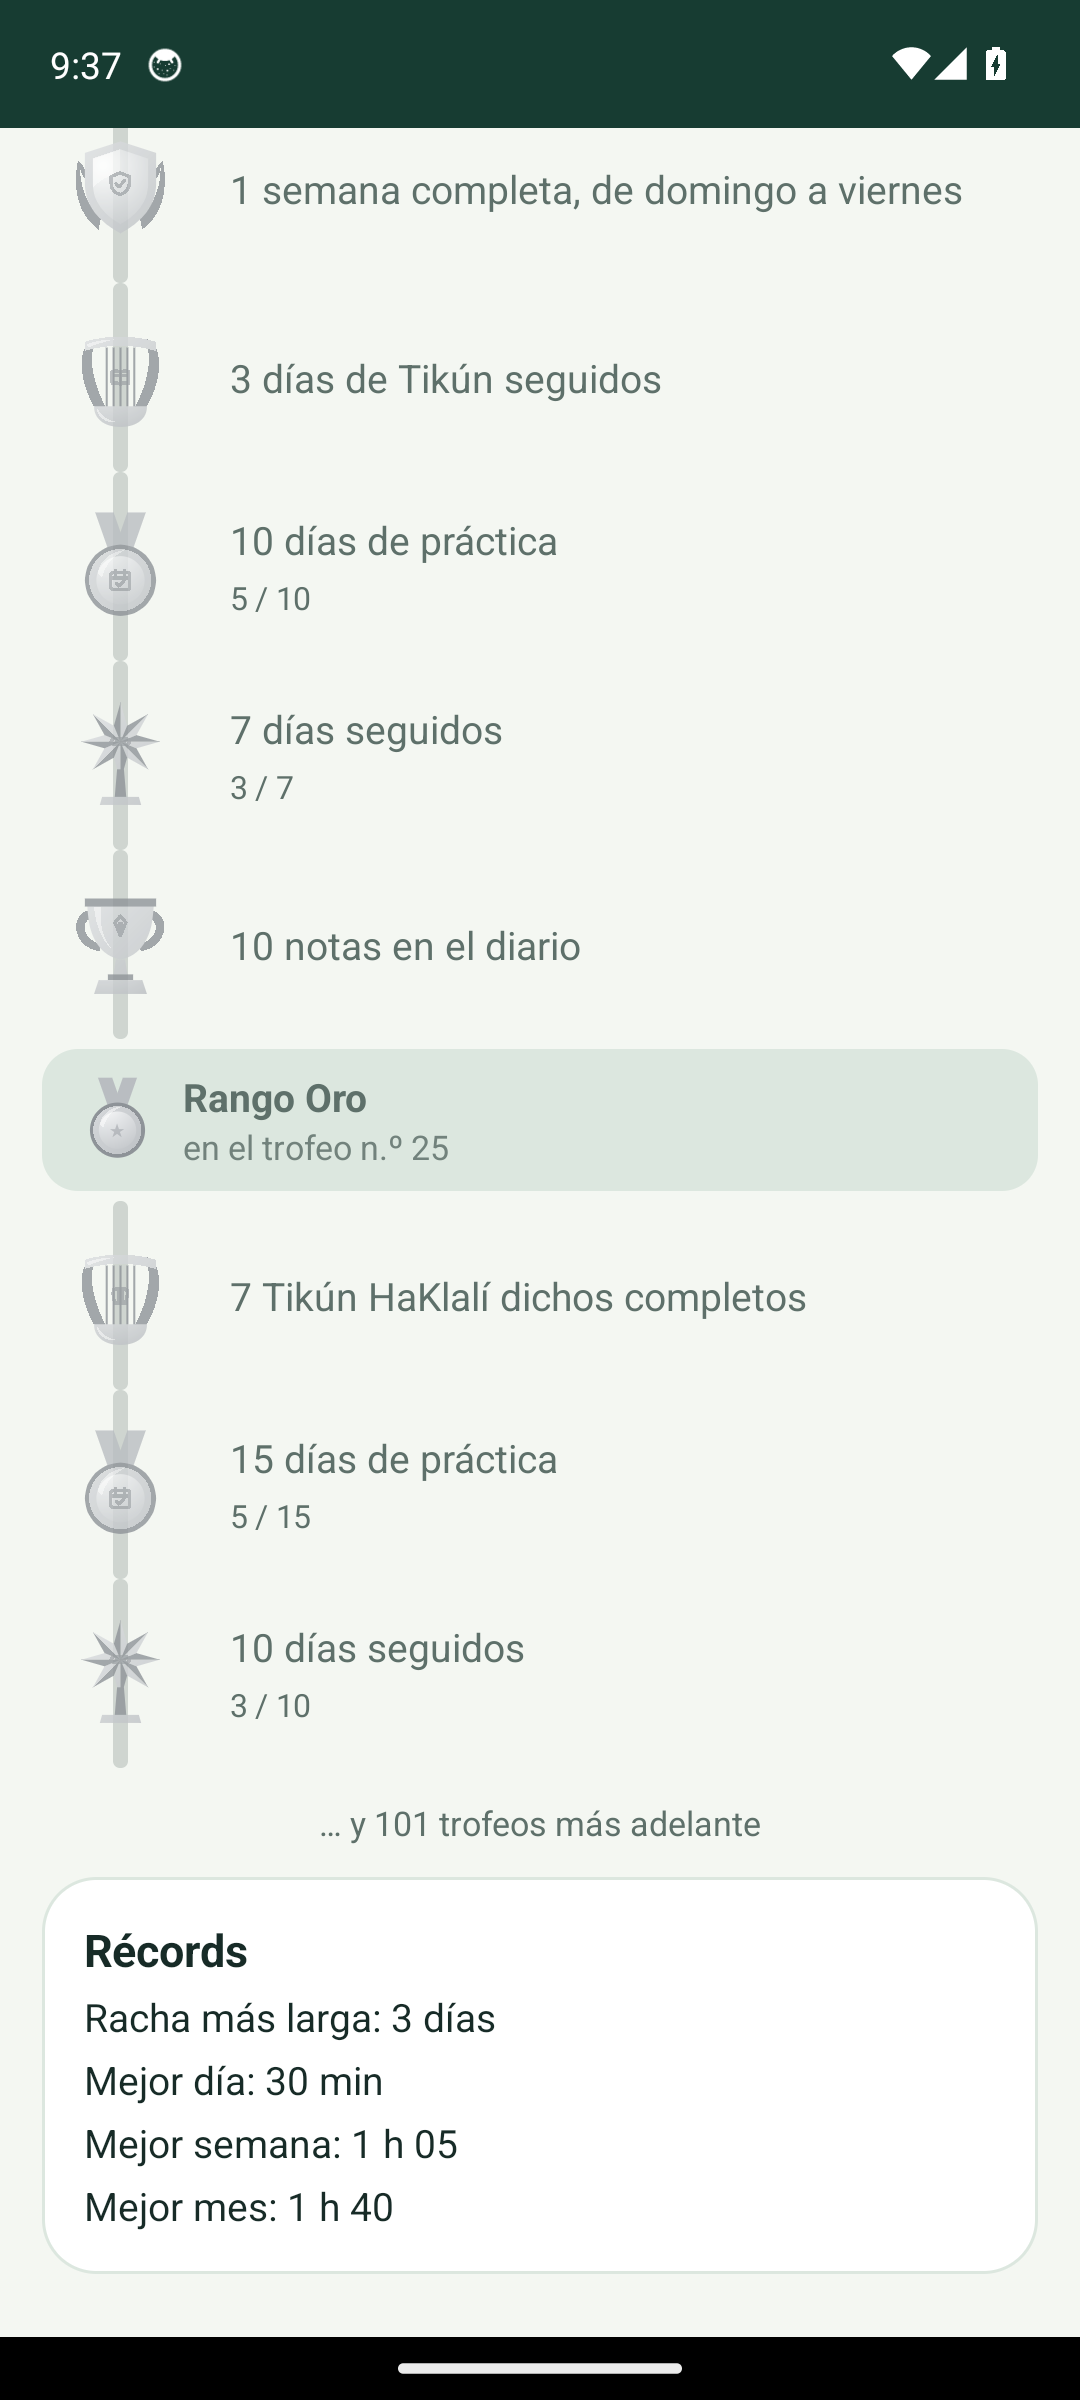 9:37
1 semana completa, de domingo a viernes
3 días de Tikún seguidos
10 días de práctica
5 / 10
7 días seguidos
3 / 7
10 notas en el diario
Rango Oro
en el trofeo n.º 25
7 Tikún HaKlalí dichos completos
15 días de práctica
5 / 15
10 días seguidos
3 / 10
... y 101 trofeos más adelante
Récords
Racha más larga: 3 días
Mejor día: 30 min
Mejor semana: 1 h 05
Mejor mes: 1 h 40